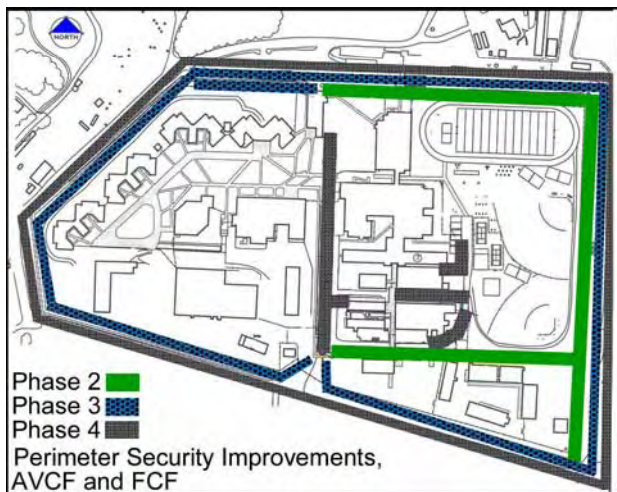 NORTH
Phase 2
Phase 3
Phase 4
Perimeter Security Improvements,
AVCF and FCF